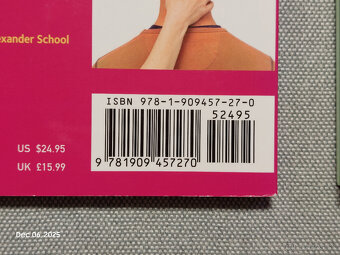 exander School
ISBN 978-1-909457-27-0
52495
US $24.95
UK £15.99
9 781909 457270
Dec 06, 2025